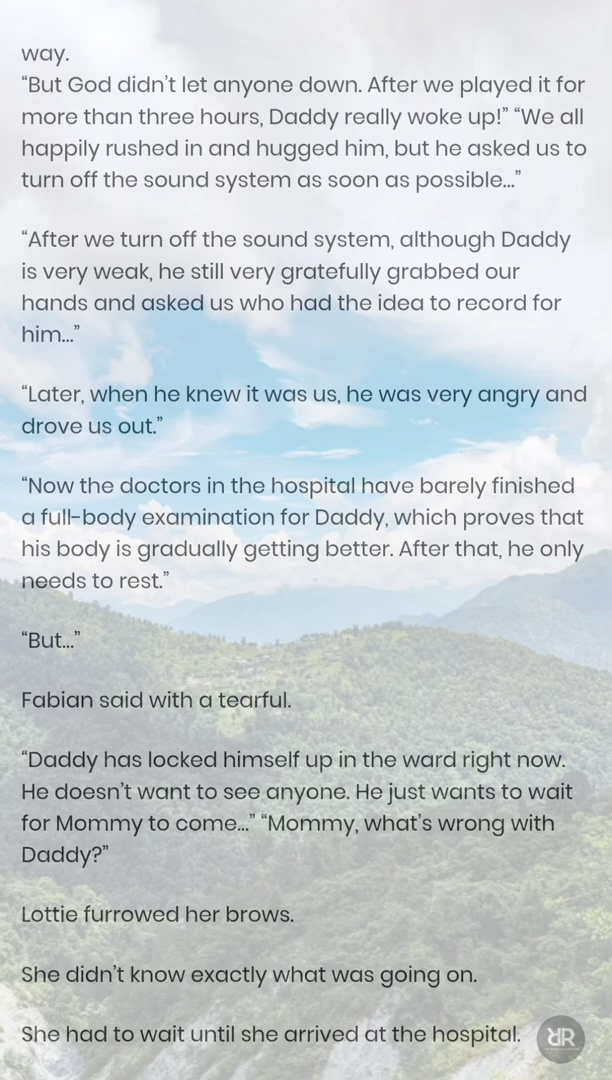 way.
“But God didn’t let anyone down. After we played it for
more than three hours, Daddy really woke up!” “We all
happily rushed in and hugged him, but he asked us to
turn off the sound system as soon as possible...”
“After we turn off the sound system, although Daddy
is very weak, he still very gratefully grabbed our
hands and asked us who had the idea to record for
him...”
“Later, when he knew it was us, he was very angry and
drove us out.”
“Now the doctors in the hospital have barely finished
a full-body examination for Daddy, which proves that
his body is gradually getting better. After that, he only
needs to rest.”
“But...”
Fabian said with a tearful.
“Daddy has locked himself up in the ward right now.
He doesn’t want to see anyone. He just wants to wait
for Mommy to come...” “Mommy, what’s wrong with
Daddy?”
Lottie furrowed her brows.
She didn’t know exactly what was going on.
She had to wait until she arrived at the hospital.